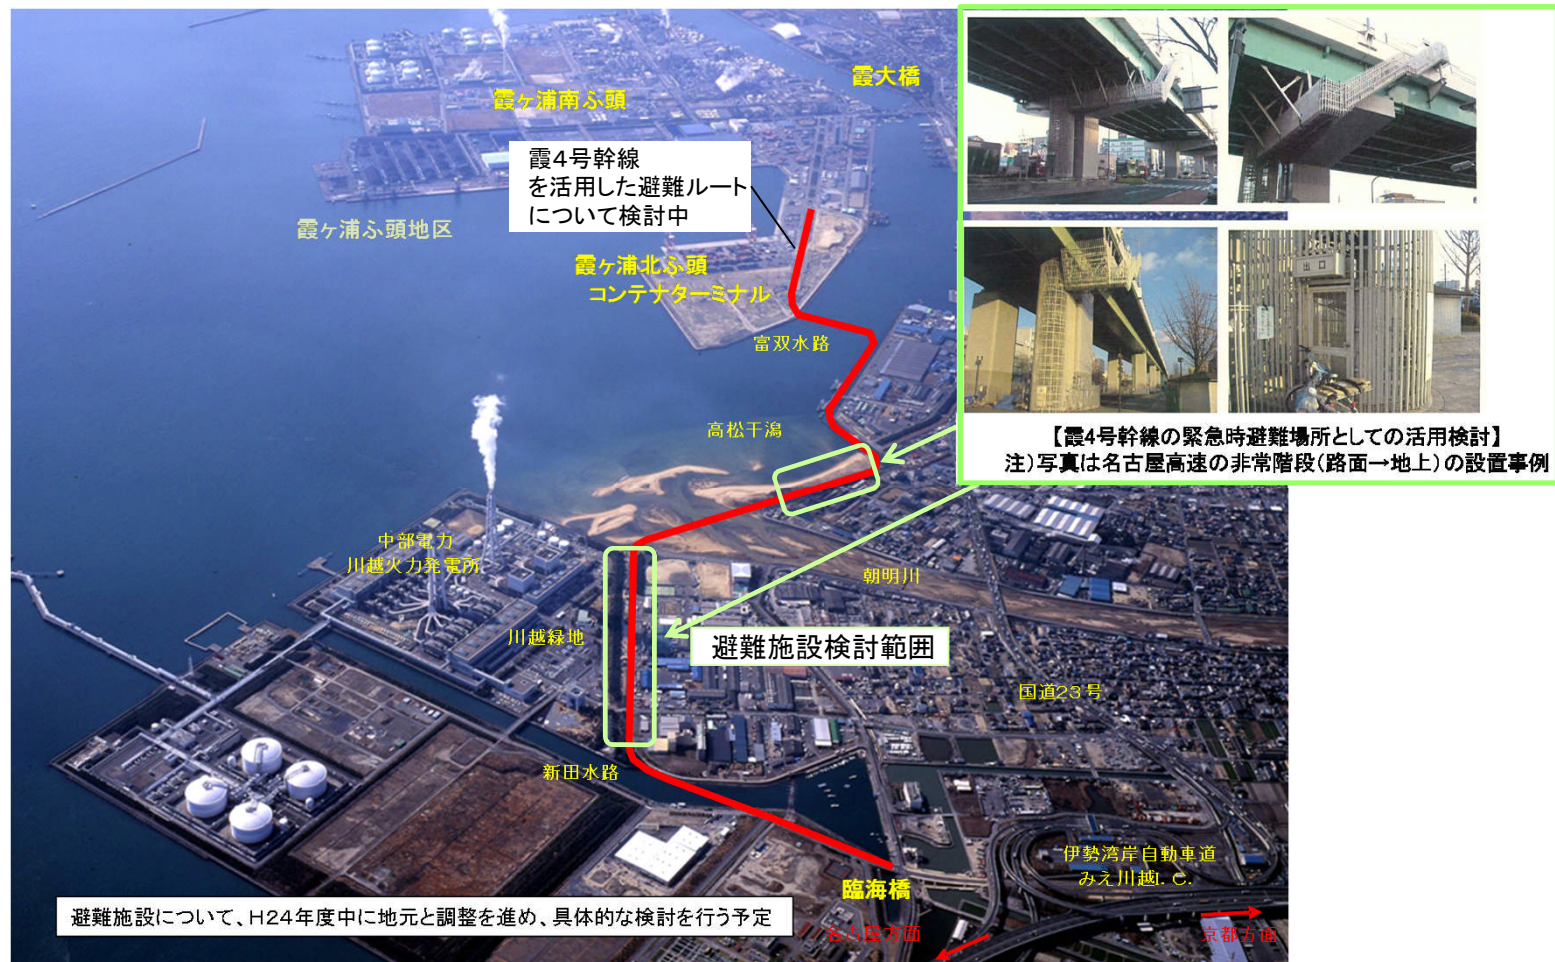 霞大橋
霞ヶ浦南ふ頭
霞4号幹線
を活用した避難ルート
について検討中
霞ヶ浦ふ頭地区
霞ヶ浦北ふ頭
コンテナターミナル
富双水路
出口
【霞4号幹線の緊急時避難場所としての活用検討】
注)写真は名古屋高速の非常階段(路面→地上)の設置事例
高松干潟
中部電力
川越火力発電所
朝明川
川越緑地
避難施設検討範囲
国道23号
新田水路
伊勢湾岸自動車道
みえ川越I.C.
臨海橋
避難施設について、H24年度中に地元と調整を進め、具体的な検討を行う予定
名古屋方面
京都方面